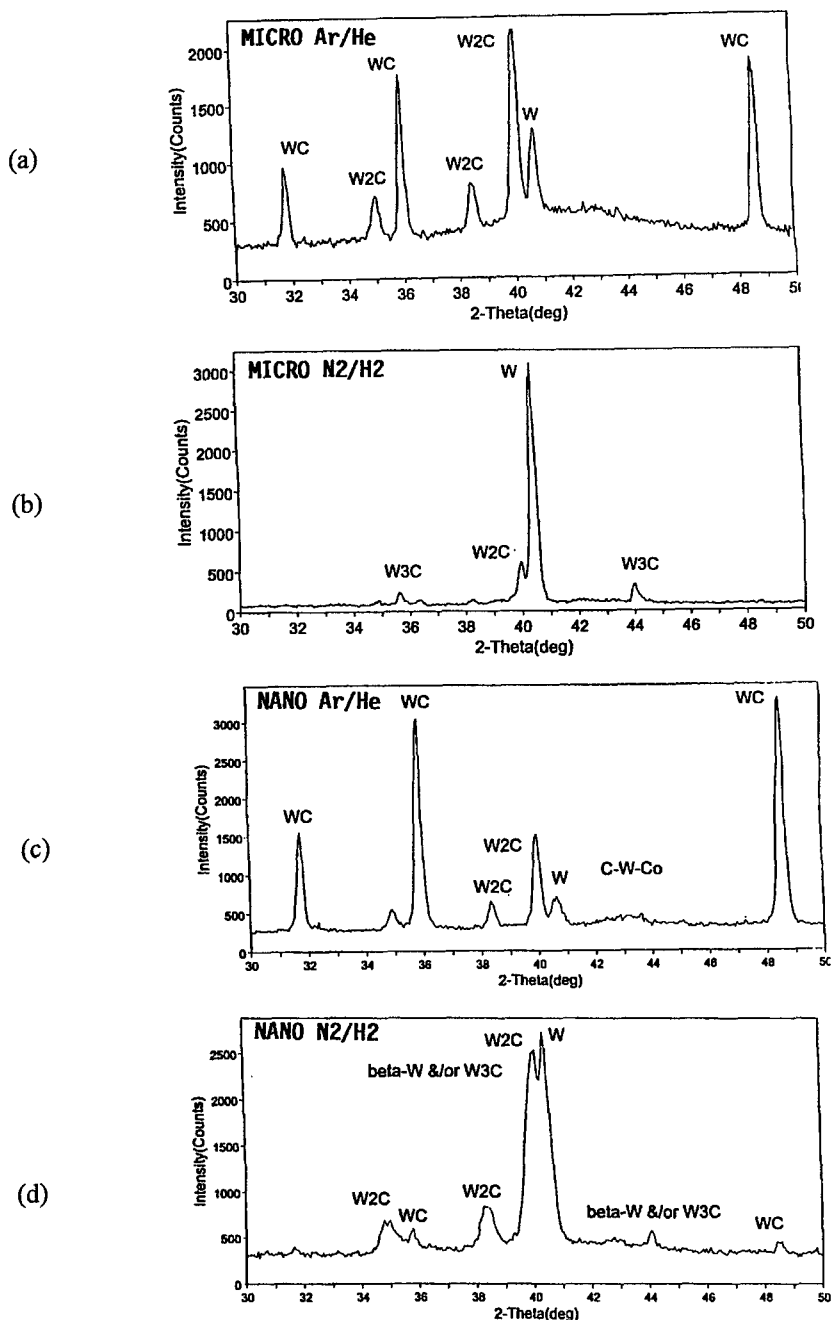 (a)
MICRO Ar/He
Intensity(Counts)
2000
1500
1000
500
0
WC
W2C
WC
W2C
W2C
W
WC
30 32 34 36 38 40 42 44 46 48 50
2-Theta(deg)
(b)
MICRO N2/H2
Intensity(Counts)
3000
2500
2000
1500
1000
500
0
W3C
W2C
W
W3C
30 32 34 36 38 40 42 44 46 48 50
2-Theta(deg)
(c)
NANO Ar/He
Intensity(Counts)
3000
2500
2000
1500
1000
500
0
WC
WC
W2C
W2C
W
C-W-Co
WC
30 32 34 36 38 40 42 44 46 48 50
2-Theta(deg)
(d)
NANO N2/H2
Intensity(Counts)
2500
2000
1500
1000
500
0
W2C
W
beta-W &/or W3C
W2C
WC
W2C
beta-W &/or W3C
WC
30 32 34 36 38 40 42 44 46 48 50
2-Theta(deg)